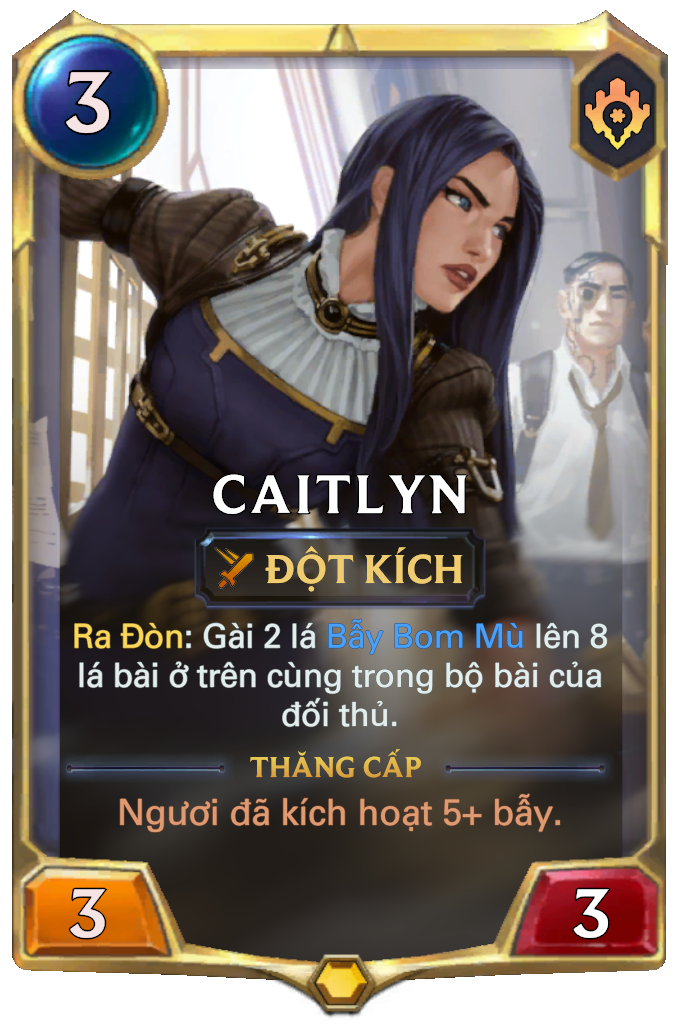 3
CAITLYN
ĐỘT KÍCH
Ra Đòn: Gài 2 lá Bẫy Bom Mù lên 8
lá bài ở trên cùng trong bộ bài của
đối thủ.
THĂNG CẤP
Ngươi đã kích hoạt 5+ bẫy.
3
3